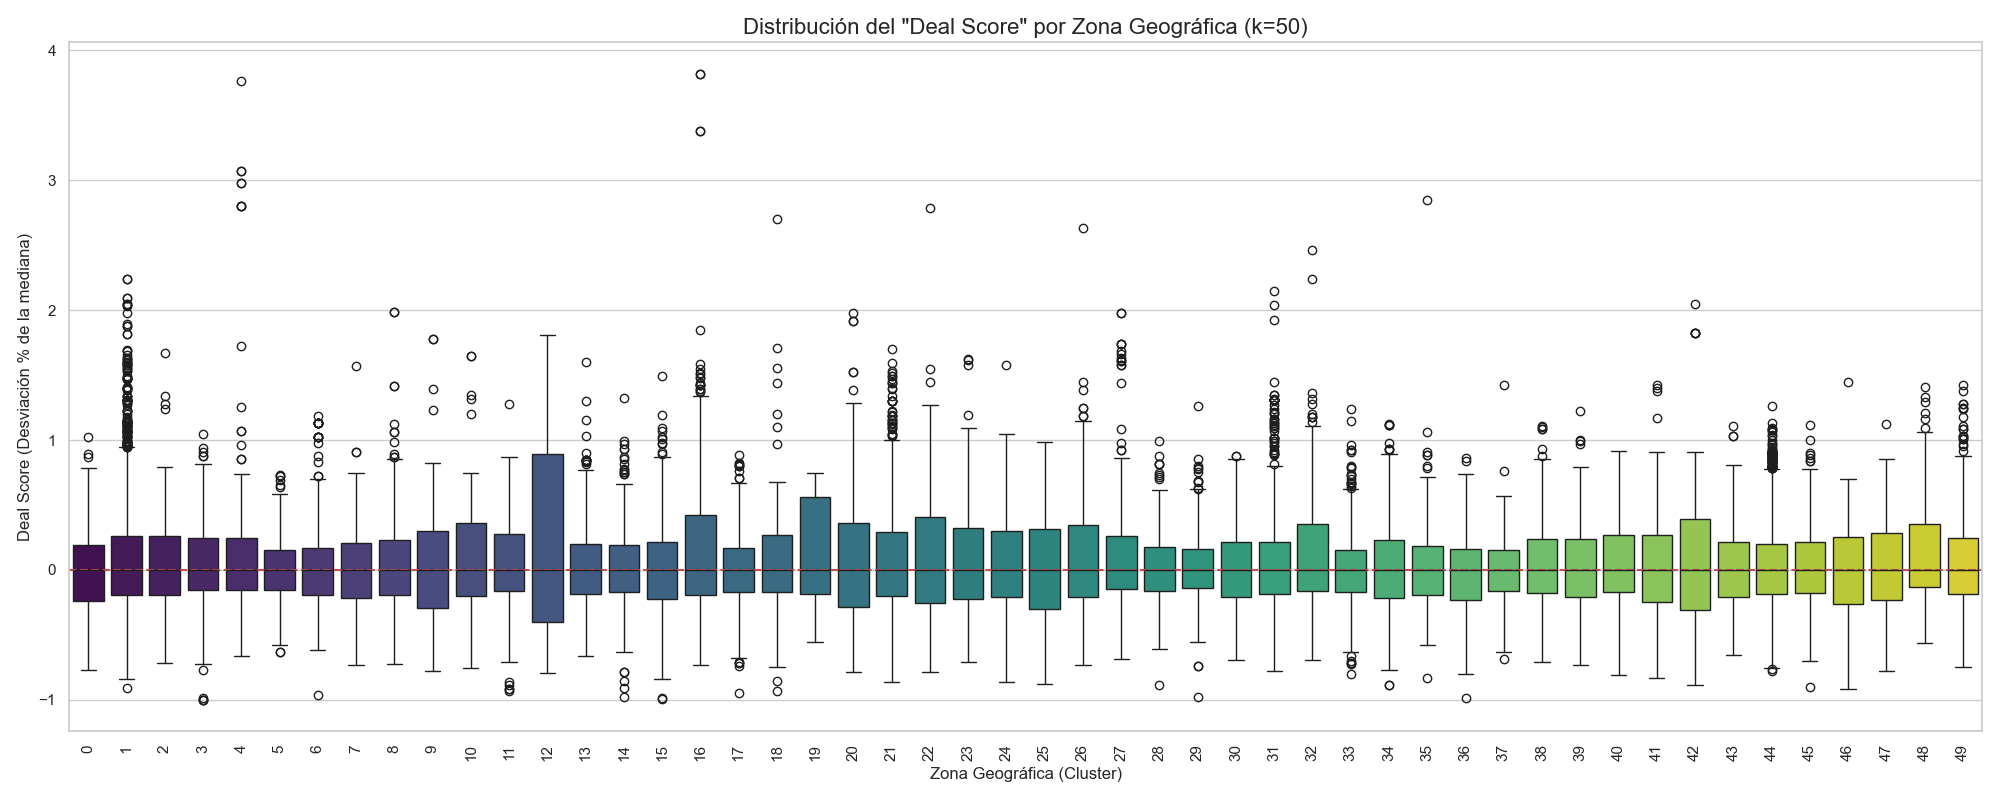 Distribución del "Deal Score" por Zona Geográfica (k=50)
Deal Score (Desviación % de la mediana)
4
3
2
1
0
−1
0 1 2 3 4 5 6 7 8 9 10 11 12 13 14 15 16 17 18 19 20 21 22 23 24 25 26 27 28 29 30 31 32 33 34 35 36 37 38 39 40 41 42 43 44 45 46 47 48 49
Zona Geográfica (Cluster)